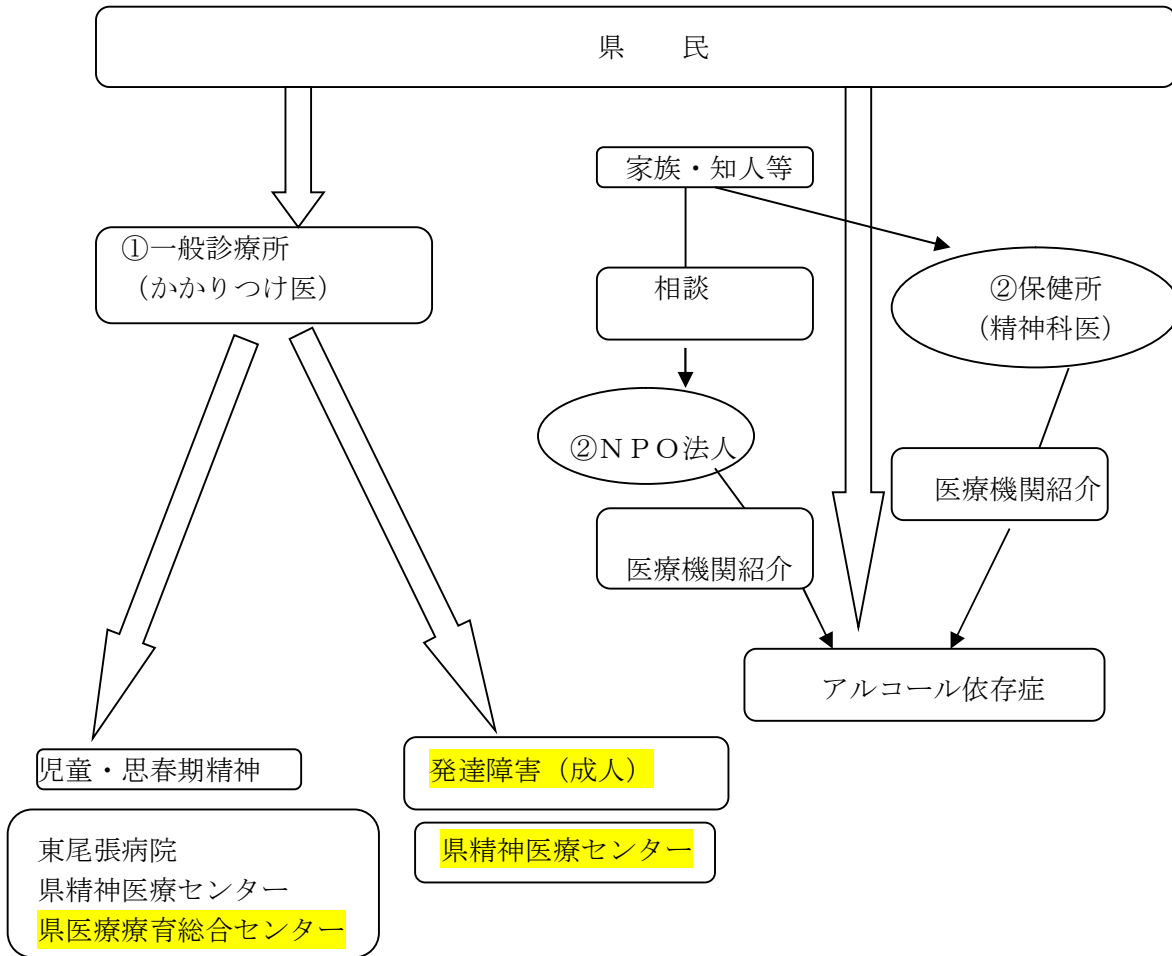 県　　民
家族・知人等
①一般診療所
（かかりつけ医）
相談
②保健所
（精神科医）
②ＮＰＯ法人
医療機関紹介
医療機関紹介
アルコール依存症
児童・思春期精神
発達障害（成人）
県精神医療センター
東尾張病院
県精神医療センター
県医療療育総合センター